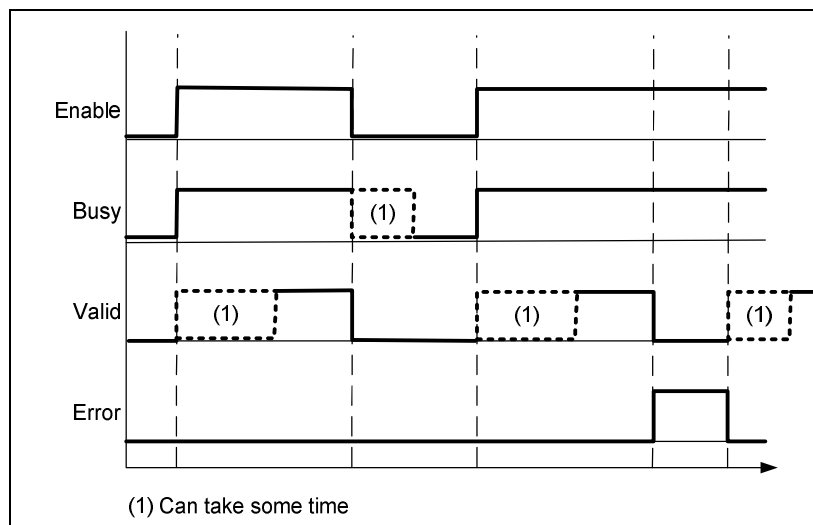 Enable
Busy
(1)
Valid
(1)
(1)
(1)
Error
(1) Can take some time